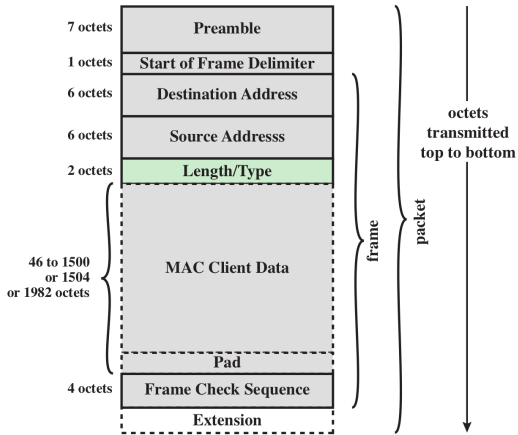 7 octets
Preamble
1 octets
Start of Frame Delimiter
6 octets
Destination Address
6 octets
Source Addresss
2 octets
Length/Type
46 to 1500
or 1504
or 1982 octets
MAC Client Data
Pad
4 octets
Frame Check Sequence
Extension
frame
packet
octets
transmitted
top to bottom